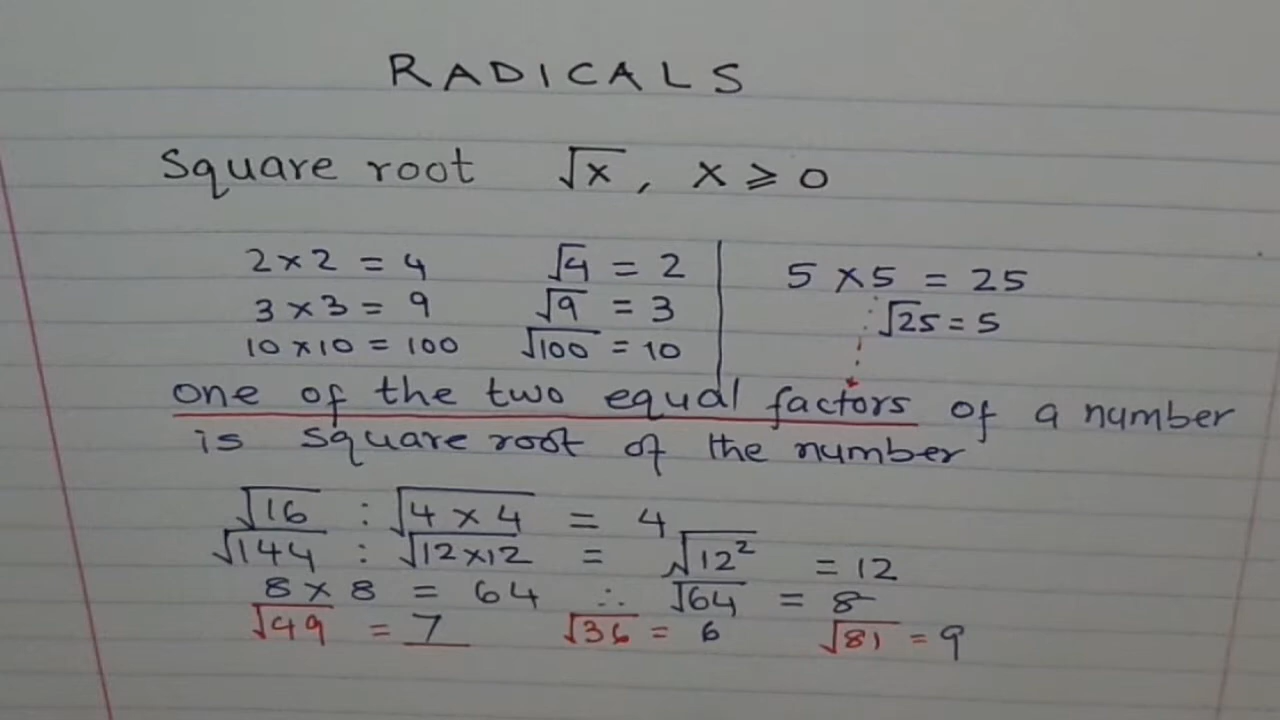 RADICALS
Square root √x, x ⩾ 0
2×2 = 4 √4 = 2 5×5 = 25
3×3 = 9 √9 = 3 ∴ √25 = 5
10×10 = 100 √100 = 10
one of the two equal factors of a number
is square root of the number
√16 : √4×4 = 4
√144 : √12×12 = √12² = 12
8×8 = 64 ∴ √64 = 8
√49 = 7 √36 = 6 √81 = 9